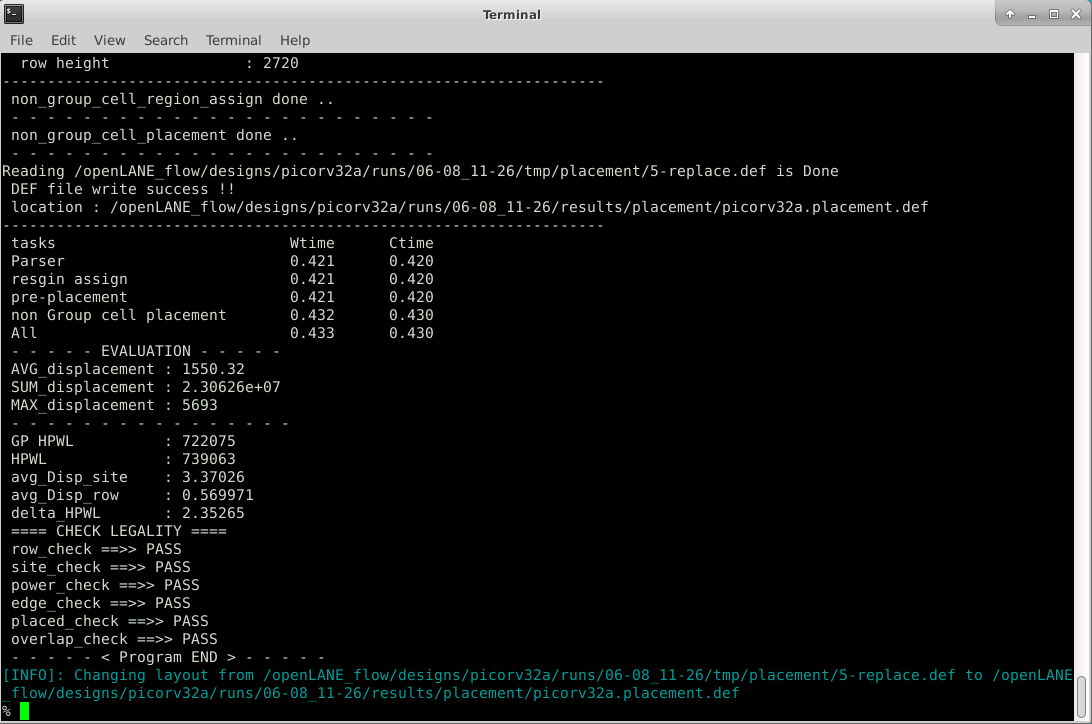 Terminal
File Edit View Search Terminal Help
row height : 2720
-------------------------------------------------------------------
non_group_cell_region_assign done ..
- - - - - - - - - - - - - - - - - - - - - - - -
non_group_cell_placement done ..
- - - - - - - - - - - - - - - - - - - - - - - -
Reading /openLANE_flow/designs/picorv32a/runs/06-08_11-26/tmp/placement/5-replace.def is Done
DEF file write success !!
location : /openLANE_flow/designs/picorv32a/runs/06-08_11-26/results/placement/picorv32a.placement.def
-------------------------------------------------------------------
tasks Wtime Ctime
Parser 0.421 0.420
resgin assign 0.421 0.420
pre-placement 0.421 0.420
non Group cell placement 0.432 0.430
All 0.433 0.430
- - - - - EVALUATION - - - - -
AVG_displacement : 1550.32
SUM_displacement : 2.30626e+07
MAX_displacement : 5693
- - - - - - - - - - - - - - - -
GP HPWL : 722075
HPWL : 739063
avg_Disp_site : 3.37026
avg_Disp_row : 0.569971
delta_HPWL : 2.35265
==== CHECK LEGALITY ====
row_check ==>> PASS
site_check ==>> PASS
power_check ==>> PASS
edge_check ==>> PASS
placed_check ==>> PASS
overlap_check ==>> PASS
- - - - - < Program END > - - - - -
[INFO]: Changing layout from /openLANE_flow/designs/picorv32a/runs/06-08_11-26/tmp/placement/5-replace.def to /openLANE
_flow/designs/picorv32a/runs/06-08_11-26/results/placement/picorv32a.placement.def
%